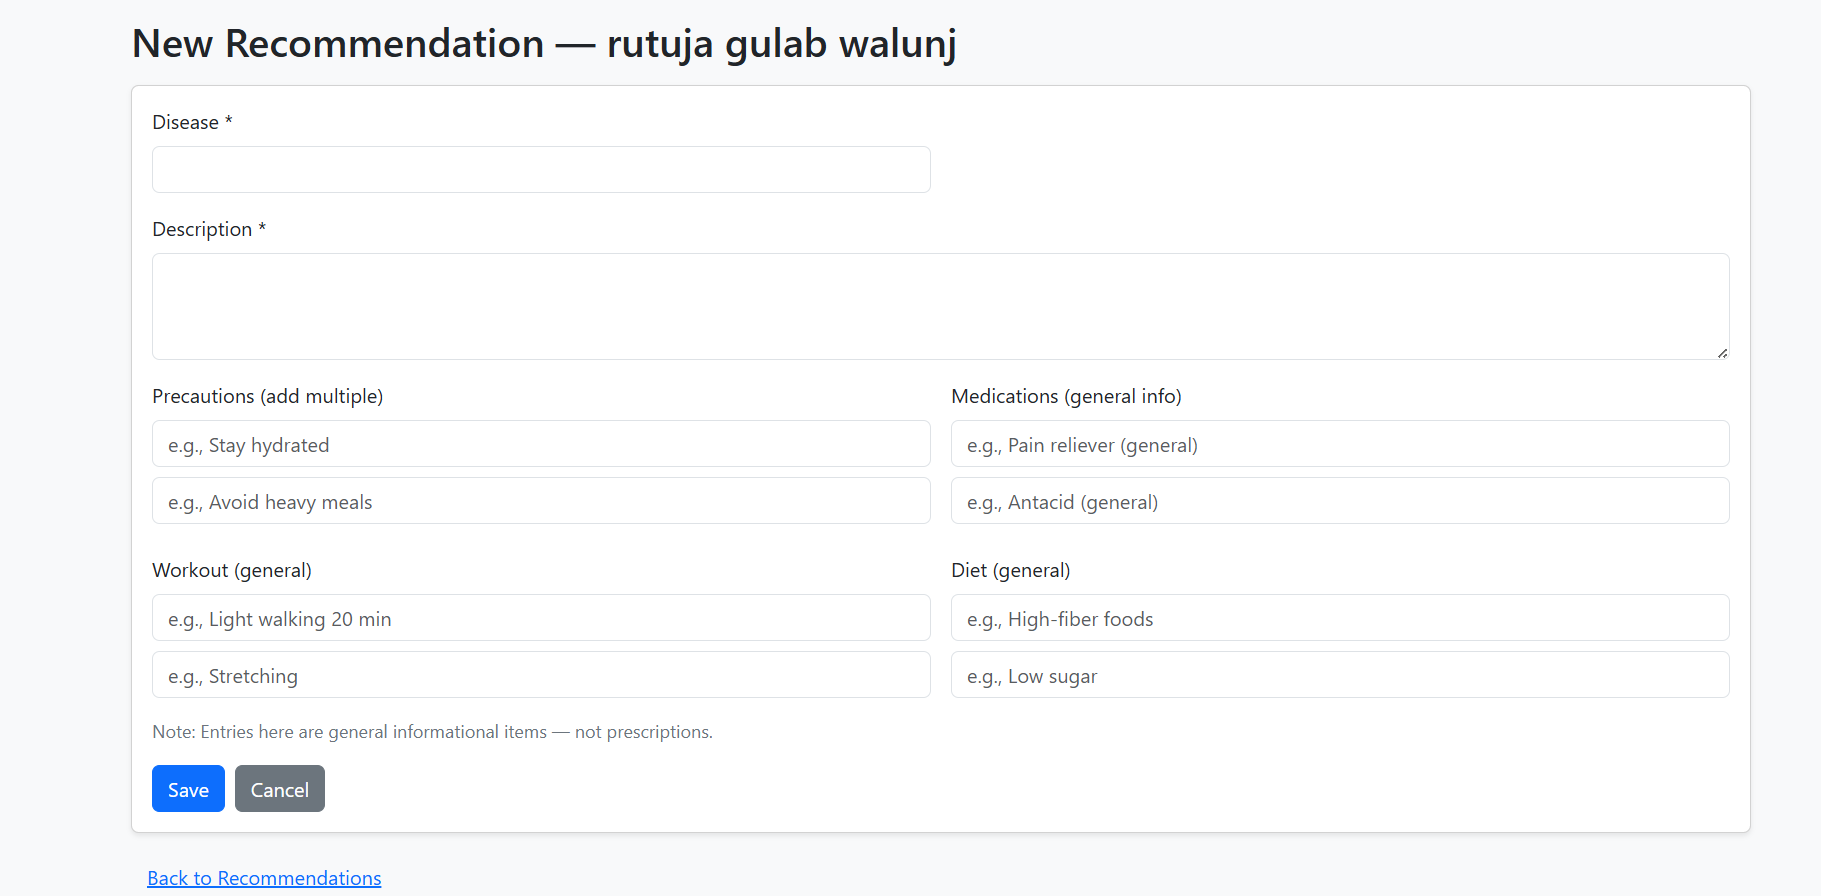 New Recommendation — rutuja gulab walunj
Disease *
Description *
Precautions (add multiple)
e.g., Stay hydrated
e.g., Avoid heavy meals
Medications (general info)
e.g., Pain reliever (general)
e.g., Antacid (general)
Workout (general)
e.g., Light walking 20 min
e.g., Stretching
Diet (general)
e.g., High-fiber foods
e.g., Low sugar
Note: Entries here are general informational items — not prescriptions.
Save
Cancel
Back to Recommendations